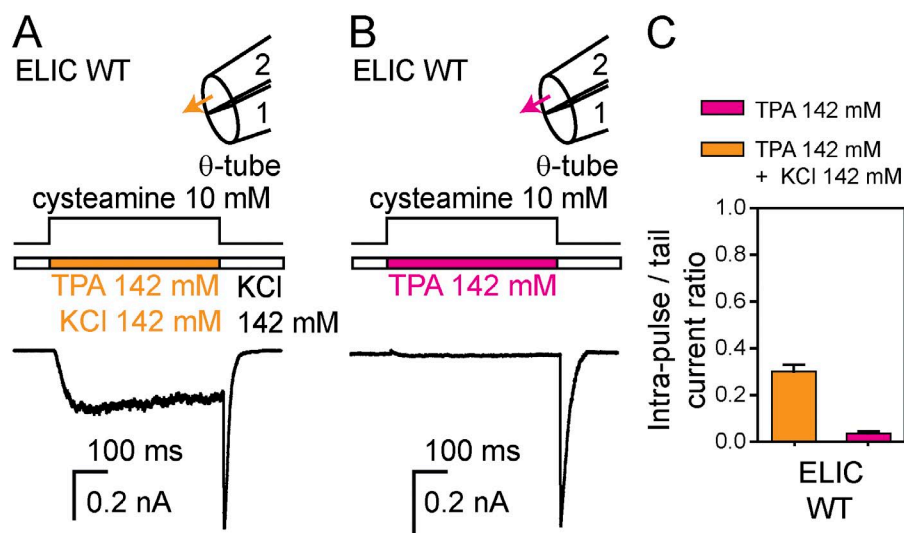 A
ELIC WT
2
1
θ-tube
cysteamine 10 mM
TPA 142 mM
KCl 142 mM
KCl
142 mM
100 ms
0.2 nA
B
ELIC WT
2
1
θ-tube
cysteamine 10 mM
TPA 142 mM
100 ms
0.2 nA
C
TPA 142 mM
TPA 142 mM
+ KCl 142 mM
Intra-pulse / tail
current ratio
1.0
0.8
0.6
0.4
0.2
0.0
ELIC
WT